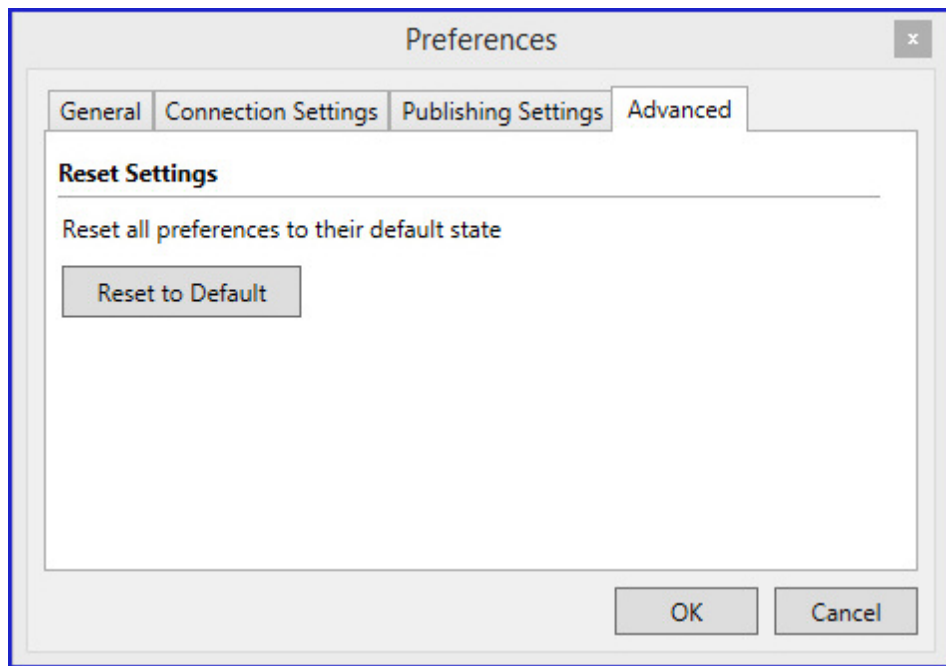 Preferences
x
General
Connection Settings
Publishing Settings
Advanced
Reset Settings
Reset all preferences to their default state
Reset to Default
OK
Cancel